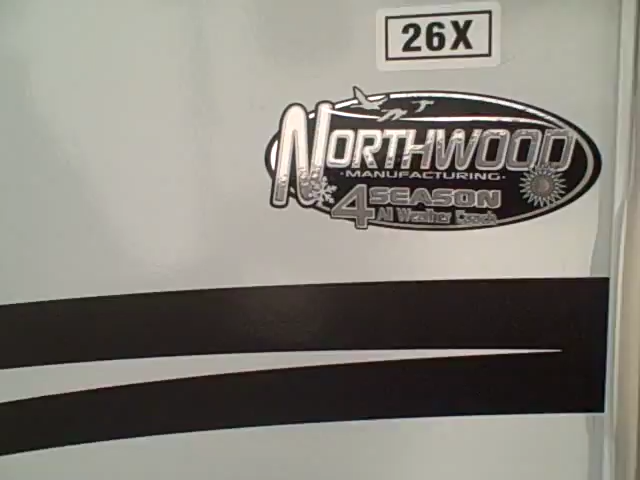 26X
NORTHWOOD
·MANUFACTURING·
4 SEASON
All Weather Coach